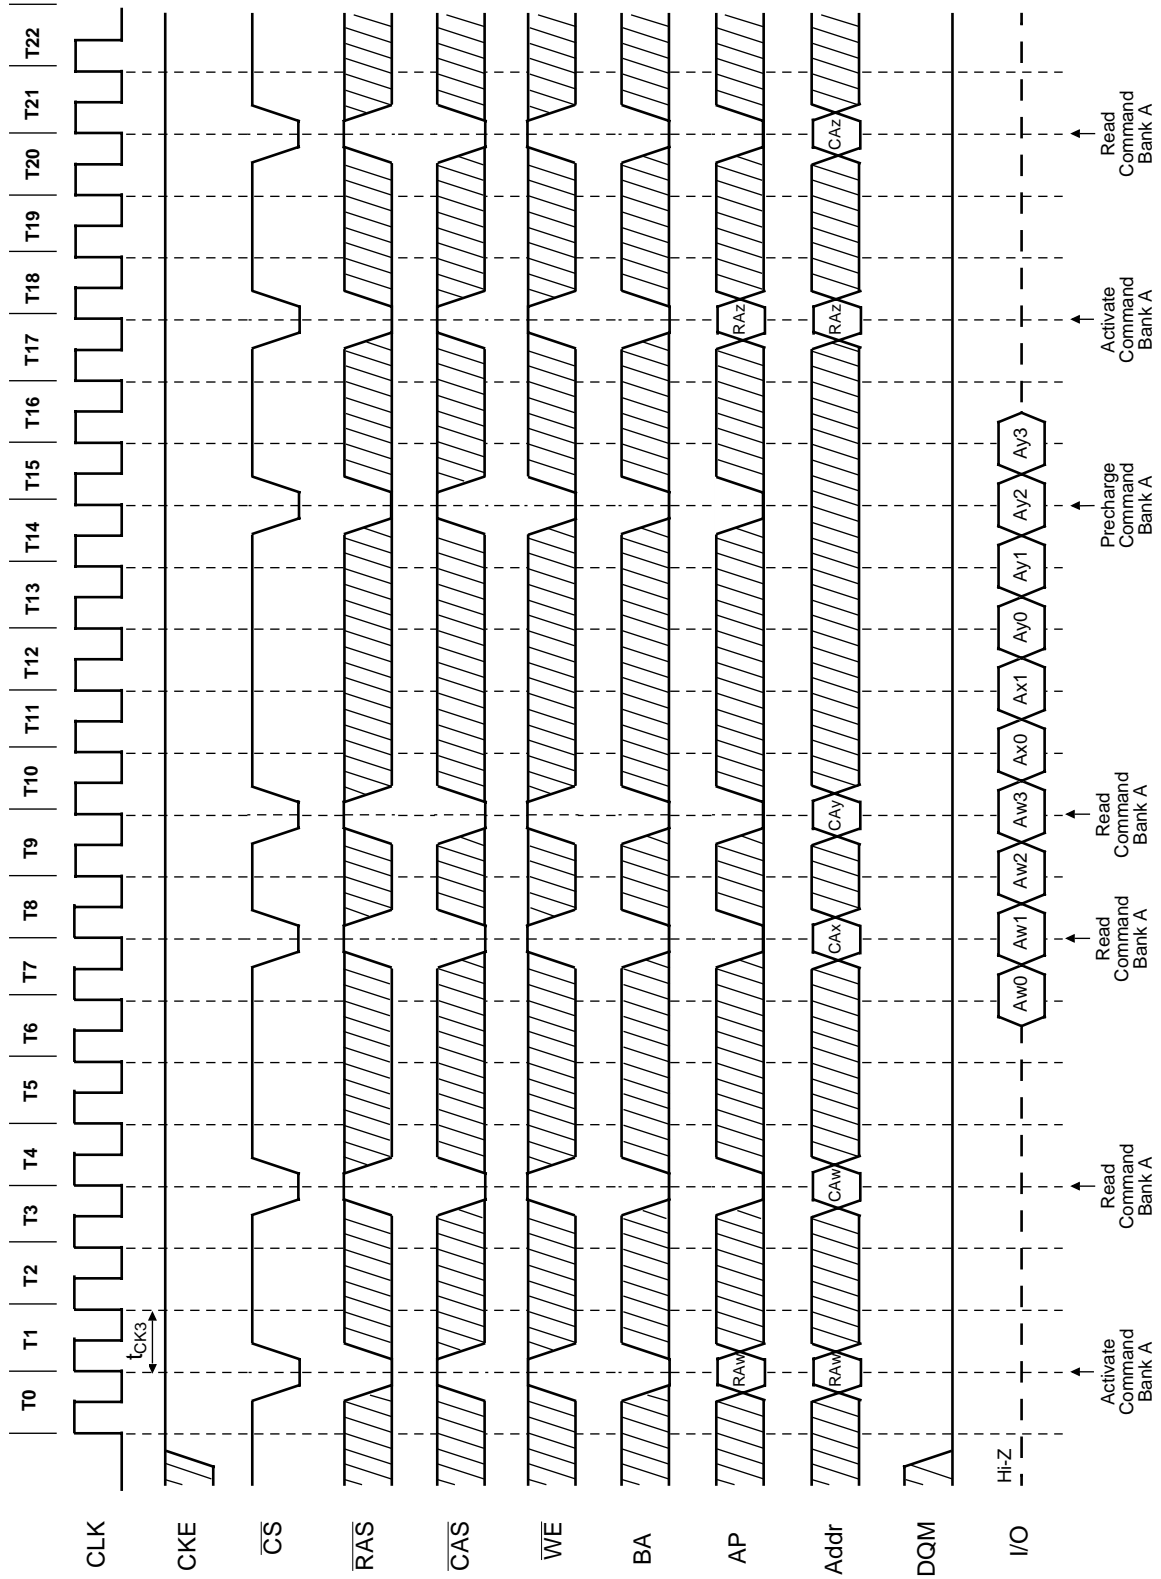 T0 T1 T2 T3 T4 T5 T6 T7 T8 T9 T10 T11 T12 T13 T14 T15 T16 T17 T18 T19 T20 T21 T22
CLK
tCK3
CKE
CS
RAS
CAS
WE
BA
AP
RAw RAz
Addr
RAw CAw CAx CAy RAz CAz
DQM
I/O
Hi-Z
Aw0 Aw1 Aw2 Aw3 Ax0 Ax1 Ay0 Ay1 Ay2 Ay3
Activate
Command
Bank A
Read
Command
Bank A
Read
Command
Bank A
Read
Command
Bank A
Precharge
Command
Bank A
Activate
Command
Bank A
Read
Command
Bank A